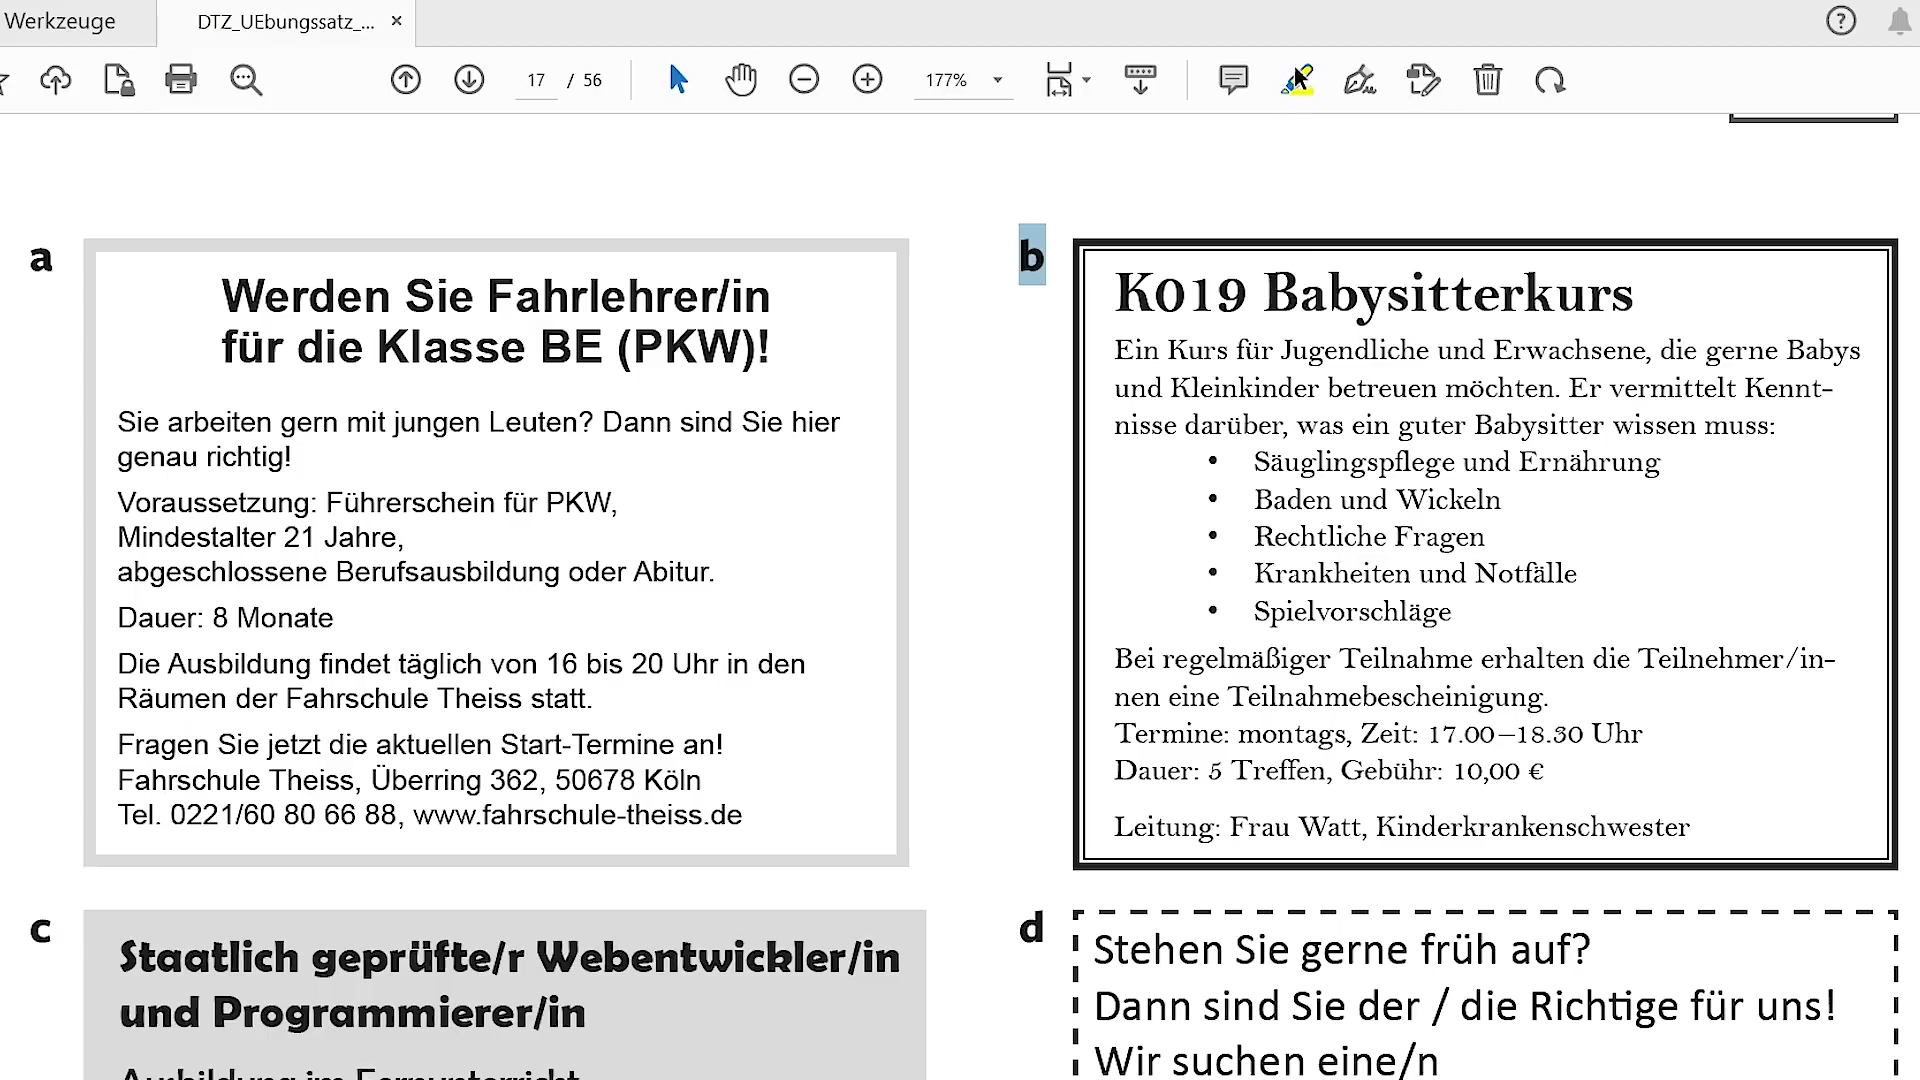 Werkzeuge
DTZ_UEbungssatz_...
17 / 56
177%
a
Werden Sie Fahrlehrer/in
für die Klasse BE (PKW)!
Sie arbeiten gern mit jungen Leuten? Dann sind Sie hier
genau richtig!
Voraussetzung: Führerschein für PKW,
Mindestalter 21 Jahre,
abgeschlossene Berufsausbildung oder Abitur.
Dauer: 8 Monate
Die Ausbildung findet täglich von 16 bis 20 Uhr in den
Räumen der Fahrschule Theiss statt.
Fragen Sie jetzt die aktuellen Start-Termine an!
Fahrschule Theiss, Überring 362, 50678 Köln
Tel. 0221/60 80 66 88, www.fahrschule-theiss.de
b
K019 Babysitterkurs
Ein Kurs für Jugendliche und Erwachsene, die gerne Babys
und Kleinkinder betreuen möchten. Er vermittelt Kennt-
nisse darüber, was ein guter Babysitter wissen muss:
• Säuglingspflege und Ernährung
• Baden und Wickeln
• Rechtliche Fragen
• Krankheiten und Notfälle
• Spielvorschläge
Bei regelmäßiger Teilnahme erhalten die Teilnehmer/in-
nen eine Teilnahmebescheinigung.
Termine: montags, Zeit: 17.00–18.30 Uhr
Dauer: 5 Treffen, Gebühr: 10,00 €
Leitung: Frau Watt, Kinderkrankenschwester
c
Staatlich geprüfte/r Webentwickler/in
und Programmierer/in
Ausbildung im Fernunterricht
d
Stehen Sie gerne früh auf?
Dann sind Sie der / die Richtige für uns!
Wir suchen eine/n